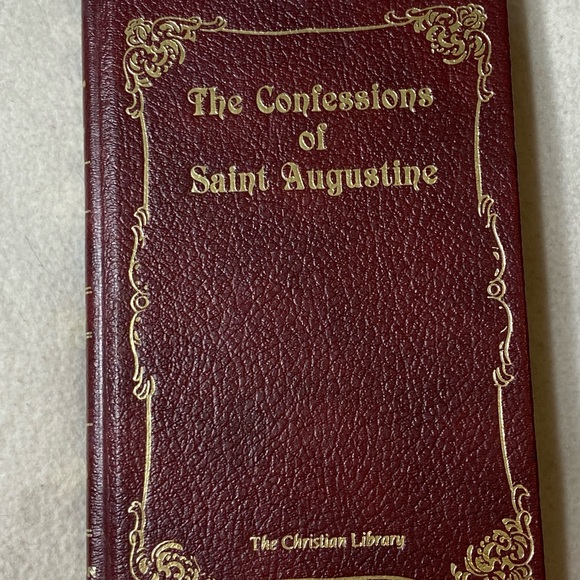 The Confessions
of
Saint Augustine
The Christian Library